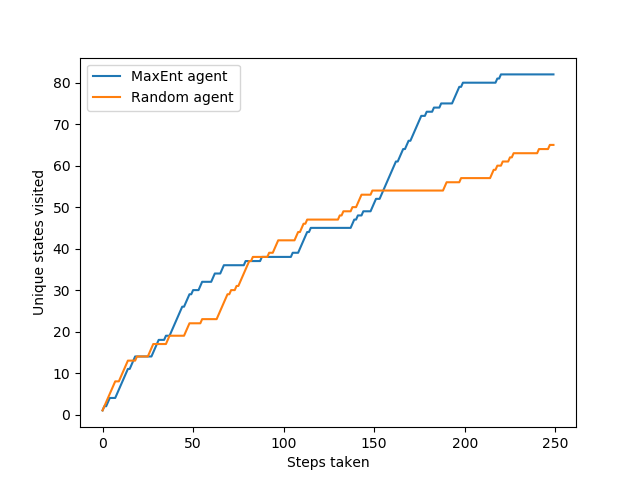 MaxEnt agent
Random agent
80
70
60
50
40
30
20
10
0
Unique states visited
0 50 100 150 200 250
Steps taken